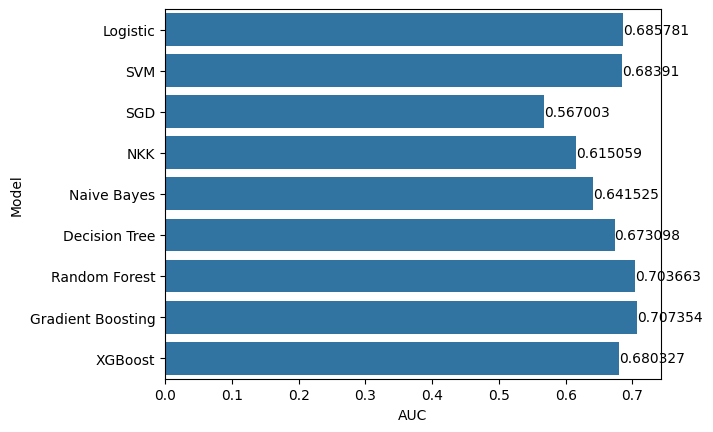 Model
Logistic
0.685781
SVM
0.68391
SGD
0.567003
NKK
0.615059
Naive Bayes
0.641525
Decision Tree
0.673098
Random Forest
0.703663
Gradient Boosting
0.707354
XGBoost
0.680327
0.0 0.1 0.2 0.3 0.4 0.5 0.6 0.7
AUC